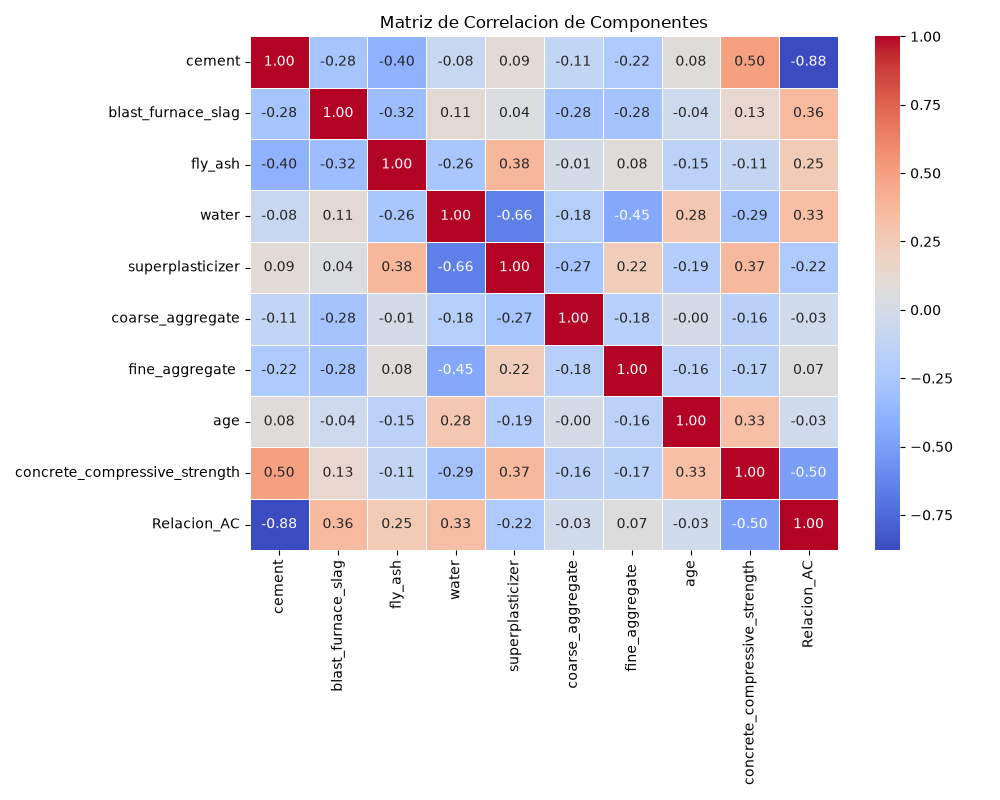 Matriz de Correlacion de Componentes
cement 1.00 -0.28 -0.40 -0.08 0.09 -0.11 -0.22 0.08 0.50 -0.88
blast_furnace_slag -0.28 1.00 -0.32 0.11 0.04 -0.28 -0.28 -0.04 0.13 0.36
fly_ash -0.40 -0.32 1.00 -0.26 0.38 -0.01 0.08 -0.15 -0.11 0.25
water -0.08 0.11 -0.26 1.00 -0.66 -0.18 -0.45 0.28 -0.29 0.33
superplasticizer 0.09 0.04 0.38 -0.66 1.00 -0.27 0.22 -0.19 0.37 -0.22
coarse_aggregate -0.11 -0.28 -0.01 -0.18 -0.27 1.00 -0.18 -0.00 -0.16 -0.03
fine_aggregate -0.22 -0.28 0.08 -0.45 0.22 -0.18 1.00 -0.16 -0.17 0.07
age 0.08 -0.04 -0.15 0.28 -0.19 -0.00 -0.16 1.00 0.33 -0.03
concrete_compressive_strength 0.50 0.13 -0.11 -0.29 0.37 -0.16 -0.17 0.33 1.00 -0.50
Relacion_AC -0.88 0.36 0.25 0.33 -0.22 -0.03 0.07 -0.03 -0.50 1.00
cement
blast_furnace_slag
fly_ash
water
superplasticizer
coarse_aggregate
fine_aggregate
age
concrete_compressive_strength
Relacion_AC
1.00
0.75
0.50
0.25
0.00
−0.25
−0.50
−0.75